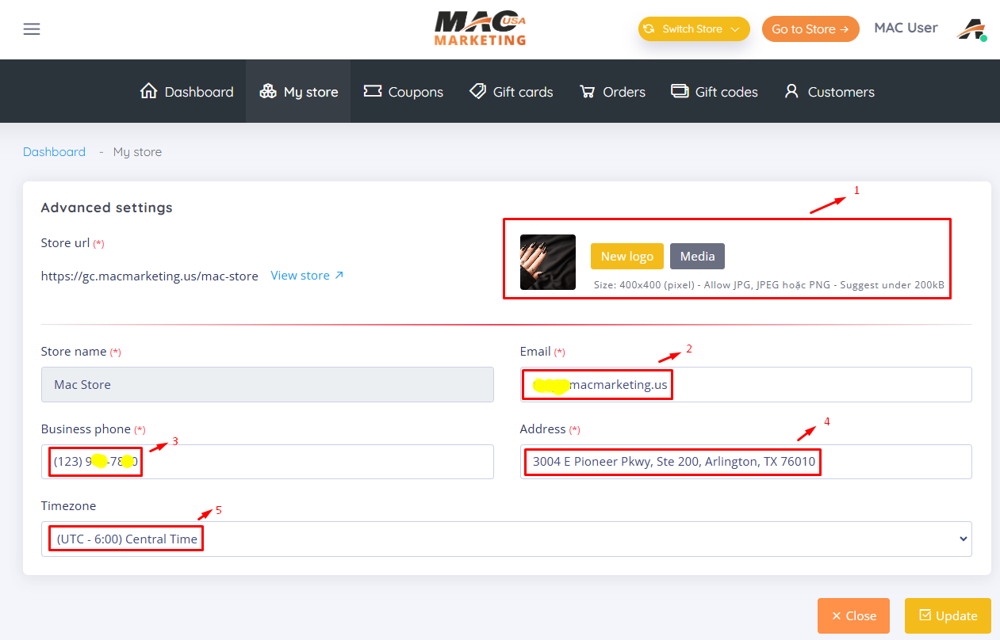 MAC USA
MARKETING
Switch Store
Go to Store →
MAC User
Dashboard
My store
Coupons
Gift cards
Orders
Gift codes
Customers
Dashboard - My store
1
Advanced settings
Store url (*)
https://gc.macmarketing.us/mac-store View store ↗
New logo
Media
Size: 400x400 (pixel) - Allow JPG, JPEG hoặc PNG - Suggest under 200kB
Store name (*)
Mac Store
Email (*)
2
macmarketing.us
Business phone (*)
3
(123) 9 -78 0
Address (*)
4
3004 E Pioneer Pkwy, Ste 200, Arlington, TX 76010
Timezone
5
(UTC - 6:00) Central Time
× Close
Update